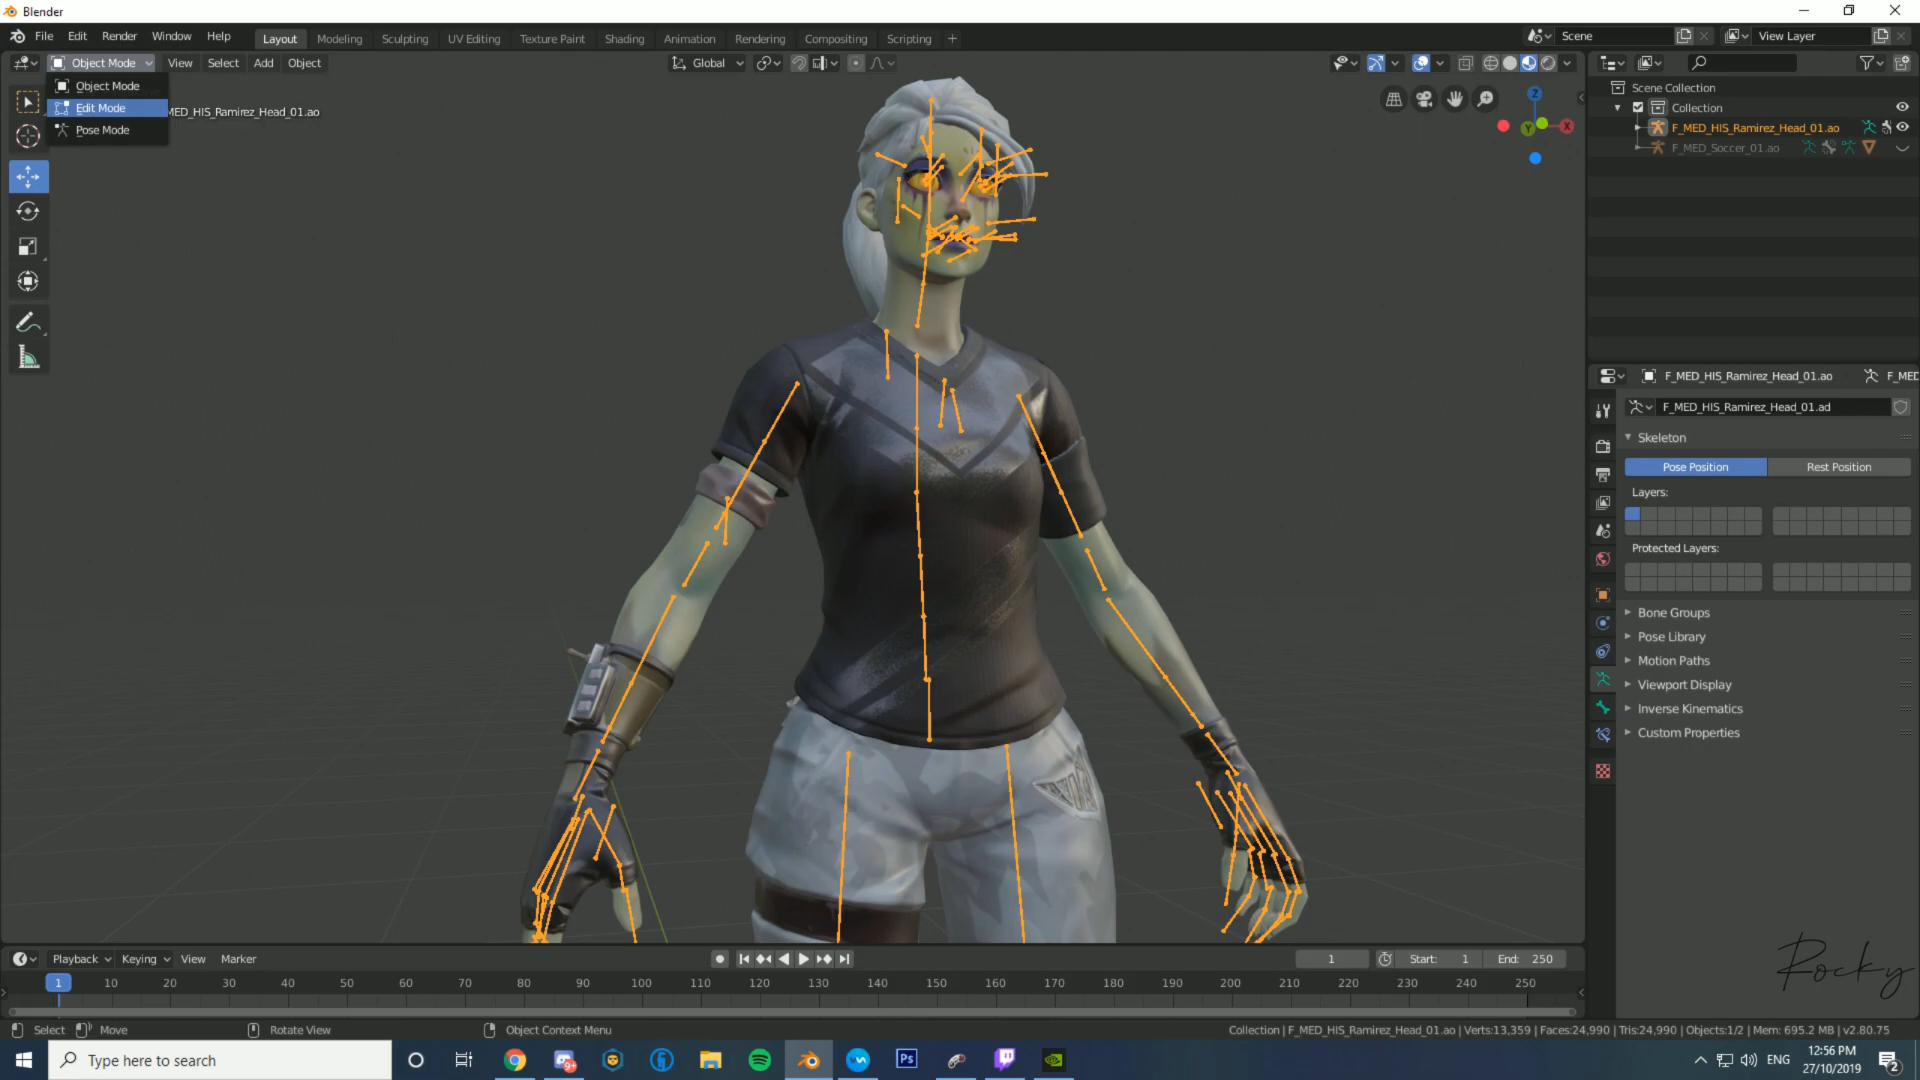 Blender
File Edit Render Window Help Layout Modeling Sculpting UV Editing Texture Paint Shading Animation Rendering Compositing Scripting + Scene View Layer
Object Mode View Select Add Object Global
Object Mode
Edit Mode
Pose Mode
MED_HIS_Ramirez_Head_01.ao
Z
Y
X
Scene Collection
Collection
F_MED_HIS_Ramirez_Head_01.ao
F_MED_Soccer_01.ao
F_MED_HIS_Ramirez_Head_01.ao F_MED
F_MED_HIS_Ramirez_Head_01.ad
Skeleton
Pose Position Rest Position
Layers:
Protected Layers:
Bone Groups
Pose Library
Motion Paths
Viewport Display
Inverse Kinematics
Custom Properties
Rocky
Playback Keying View Marker 1 Start: 1 End: 250
1 10 20 30 40 50 60 70 80 90 100 110 120 130 140 150 160 170 180 190 200 210 220 230 240 250
Select Move Rotate View Object Context Menu Collection | F_MED_HIS_Ramirez_Head_01.ao | Verts:13,359 | Faces:24,990 | Tris:24,990 | Objects:1/2 | Mem: 695.2 MB | v2.80.75
Type here to search
Ps
ENG
12:56 PM
27/10/2019
2